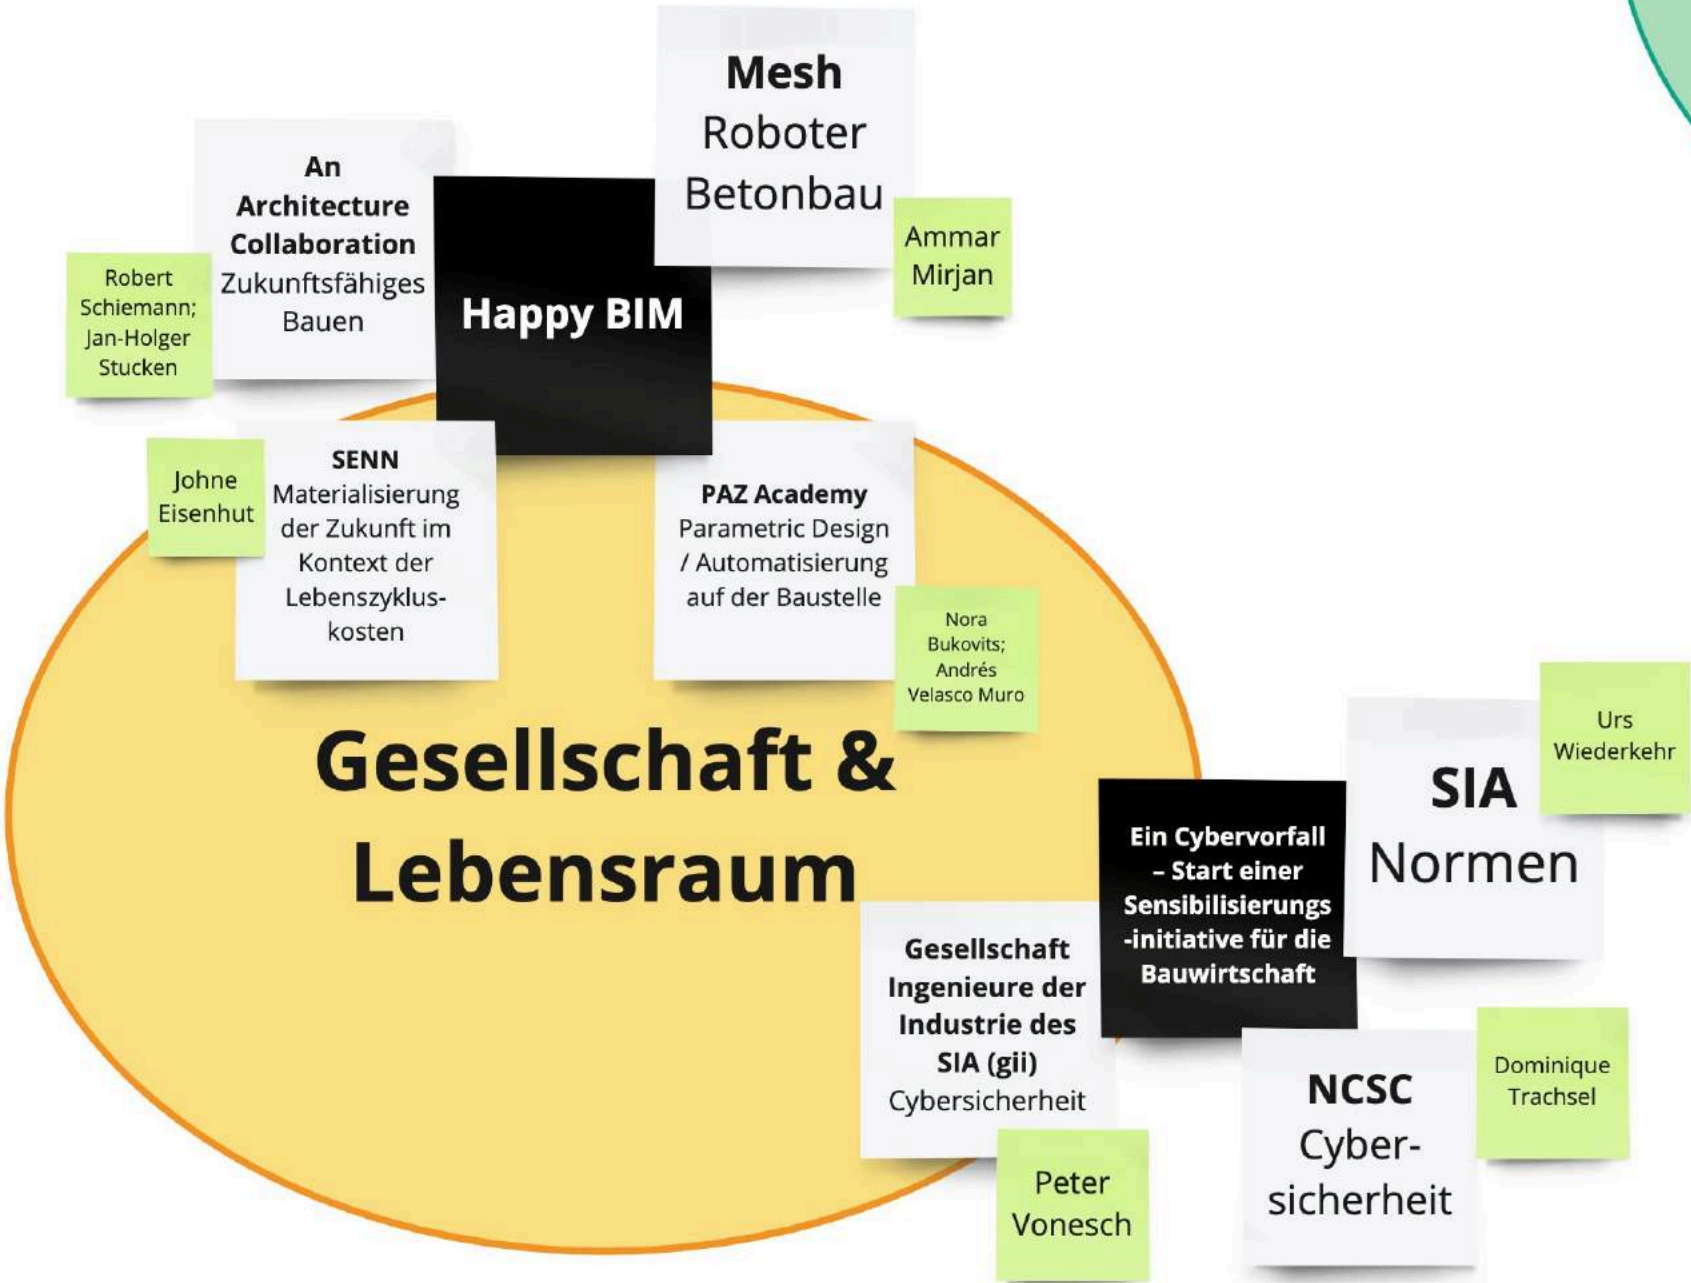 Mesh
Roboter
Betonbau
Ammar
Mirjan
An
Architecture
Collaboration
Zukunftsfähiges
Bauen
Robert
Schiemann;
Jan-Holger
Stucken
Happy BIM
Johne
Eisenhut
SENN
Materialisierung
der Zukunft im
Kontext der
Lebenszyklus-
kosten
PAZ Academy
Parametric Design
/ Automatisierung
auf der Baustelle
Nora
Bukovits;
Andrés
Velasco Muro
Gesellschaft &
Lebensraum
Urs
Wiederkehr
SIA
Normen
Ein Cybervorfall
– Start einer
Sensibilisierungs
-initiative für die
Bauwirtschaft
Gesellschaft
Ingenieure der
Industrie des
SIA (gii)
Cybersicherheit
Peter
Vonesch
NCSC
Cyber-
sicherheit
Dominique
Trachsel